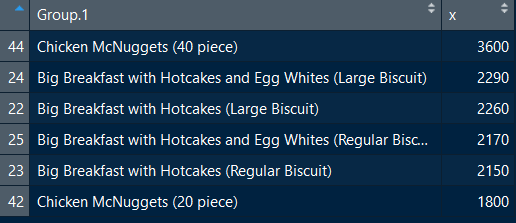 Group.1 x
44 Chicken McNuggets (40 piece) 3600
24 Big Breakfast with Hotcakes and Egg Whites (Large Biscuit) 2290
22 Big Breakfast with Hotcakes (Large Biscuit) 2260
25 Big Breakfast with Hotcakes and Egg Whites (Regular Bisc... 2170
23 Big Breakfast with Hotcakes (Regular Biscuit) 2150
42 Chicken McNuggets (20 piece) 1800